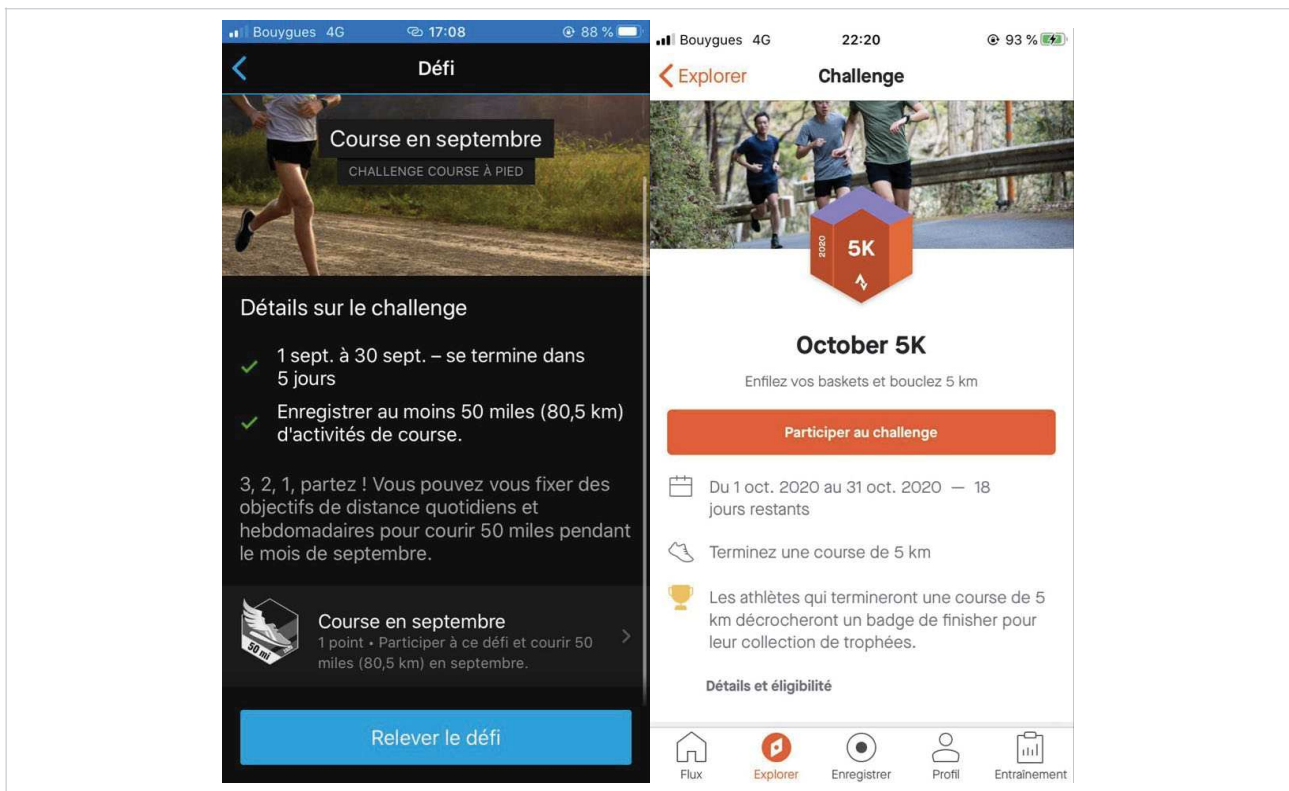 Bouygues 4G 17:08 88 %
Défi
Course en septembre
CHALLENGE COURSE À PIED
Détails sur le challenge
1 sept. à 30 sept. – se termine dans
5 jours
Enregistrer au moins 50 miles (80,5 km)
d'activités de course.
3, 2, 1, partez ! Vous pouvez vous fixer des
objectifs de distance quotidiens et
hebdomadaires pour courir 50 miles pendant
le mois de septembre.
50 mi
Course en septembre
1 point • Participer à ce défi et courir 50
miles (80,5 km) en septembre.
Relever le défi
Bouygues 4G 22:20 93 %
Explorer Challenge
2020
5K
October 5K
Enfilez vos baskets et bouclez 5 km
Participer au challenge
Du 1 oct. 2020 au 31 oct. 2020 — 18
jours restants
Terminez une course de 5 km
Les athlètes qui termineront une course de 5
km décrocheront un badge de finisher pour
leur collection de trophées.
Détails et éligibilité
Flux Explorer Enregistrer Profil Entraînement